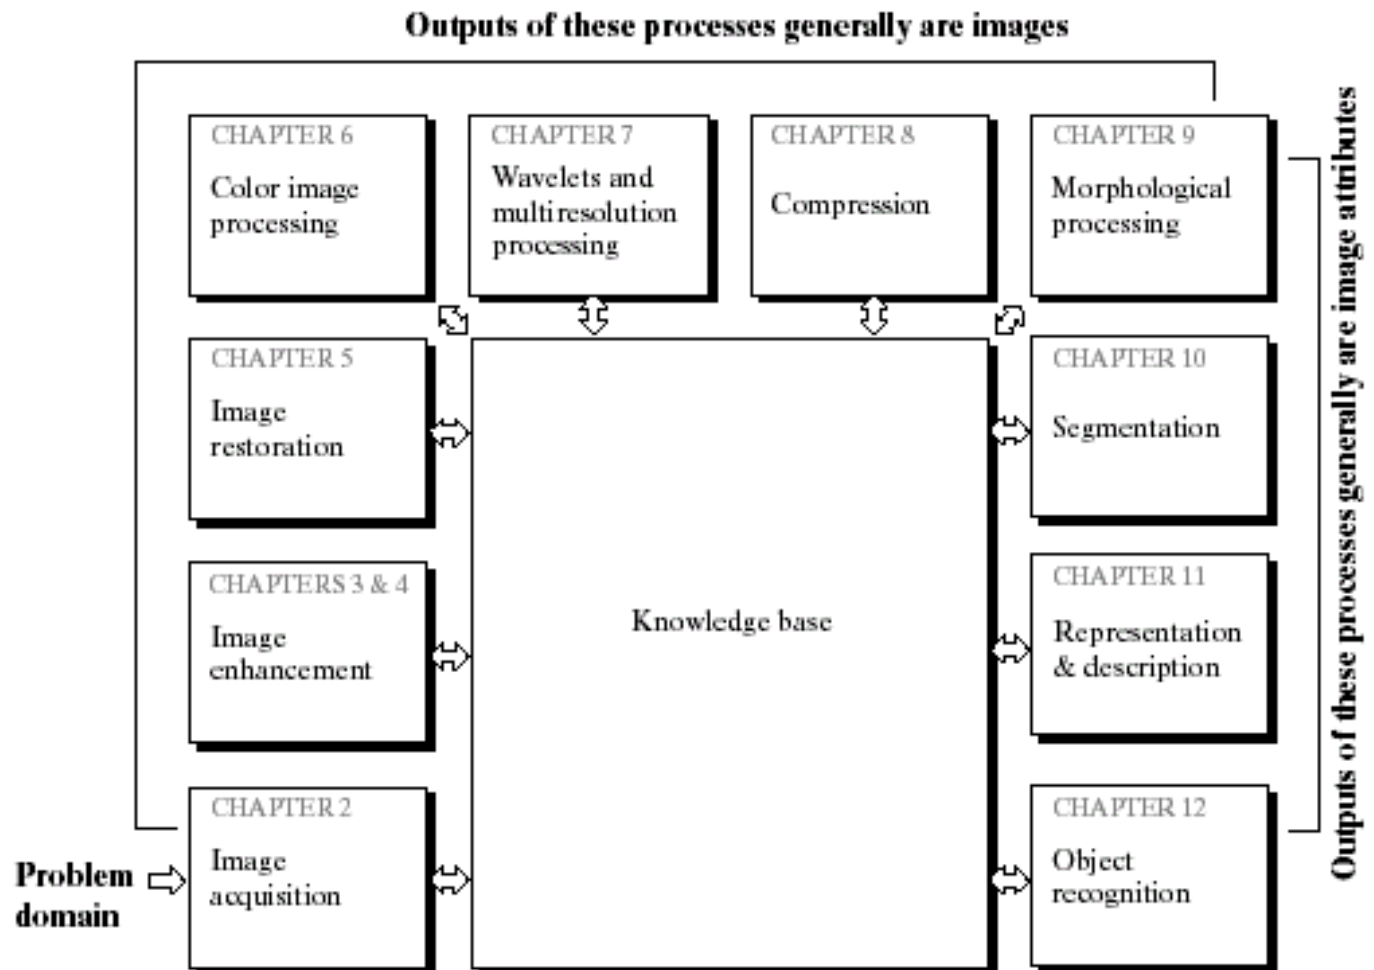 Outputs of these processes generally are images
CHAPTER 6
Color image
processing
CHAPTER 7
Wavelets and
multiresolution
processing
CHAPTER 8
Compression
CHAPTER 9
Morphological
processing
Outputs of these processes generally are image attributes
CHAPTER 5
Image
restoration
CHAPTER 10
Segmentation
CHAPTERS 3 & 4
Image
enhancement
Knowledge base
CHAPTER 11
Representation
& description
Problem
domain
CHAPTER 2
Image
acquisition
CHAPTER 12
Object
recognition